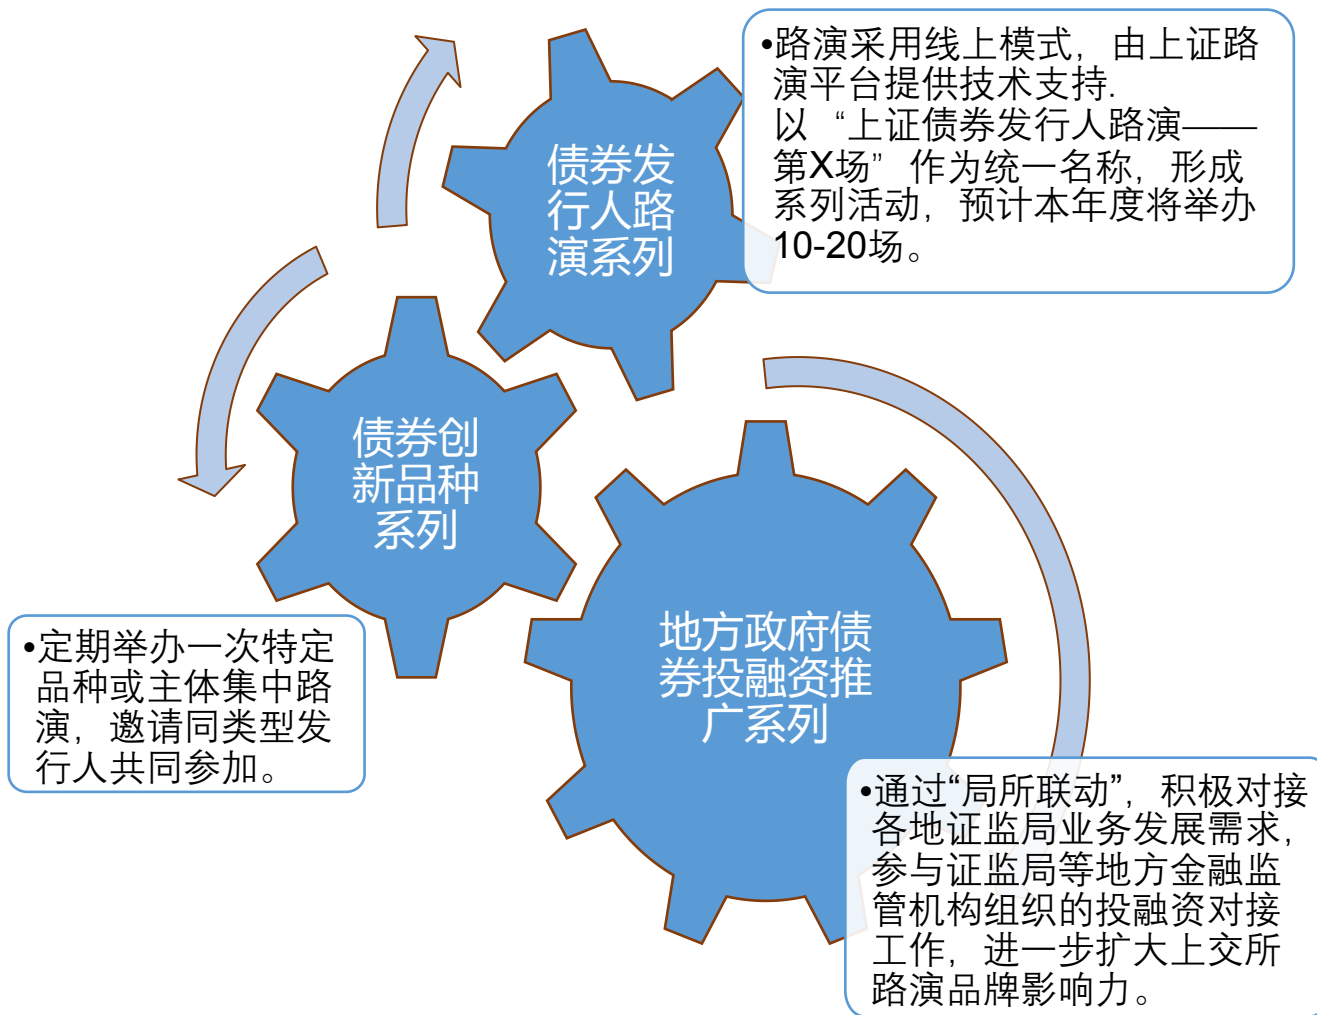 债券发
行人路
演系列
•路演采用线上模式，由上证路
演平台提供技术支持.
以 “上证债券发行人路演——
第X场” 作为统一名称，形成
系列活动，预计本年度将举办
10-20场。
债券创
新品种
系列
•定期举办一次特定
品种或主体集中路
演，邀请同类型发
行人共同参加。
地方政府债
券投融资推
广系列
•通过“局所联动”，积极对接
各地证监局业务发展需求，
参与证监局等地方金融监
管机构组织的投融资对接
工作，进一步扩大上交所
路演品牌影响力。